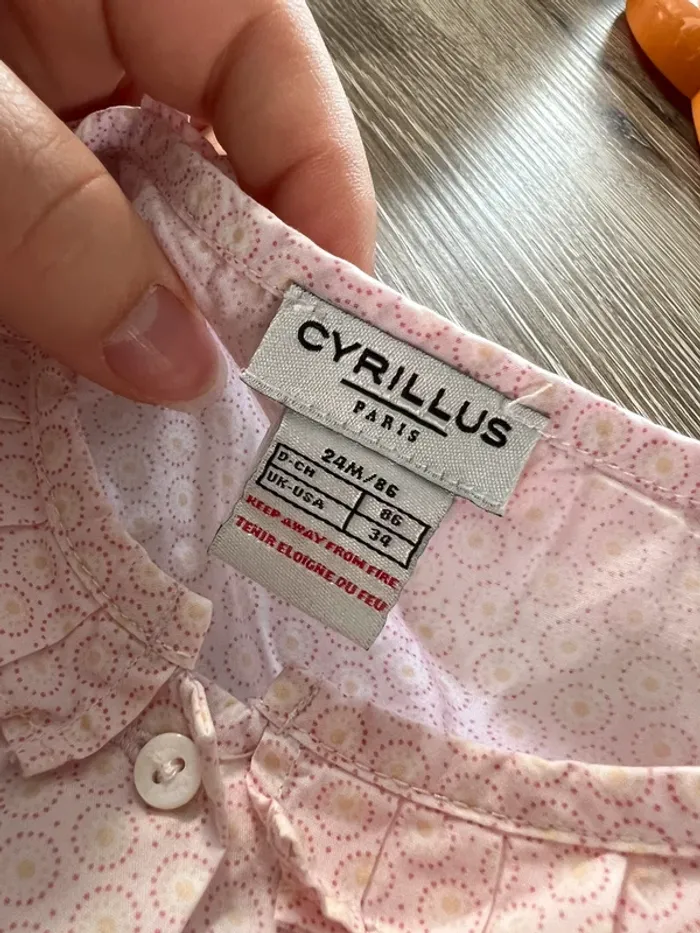 CYRILLUS
PARIS
24M/86
D-CH 86
UK-USA 34
KEEP AWAY FROM FIRE
TENIR ELOIGNE DU FEU